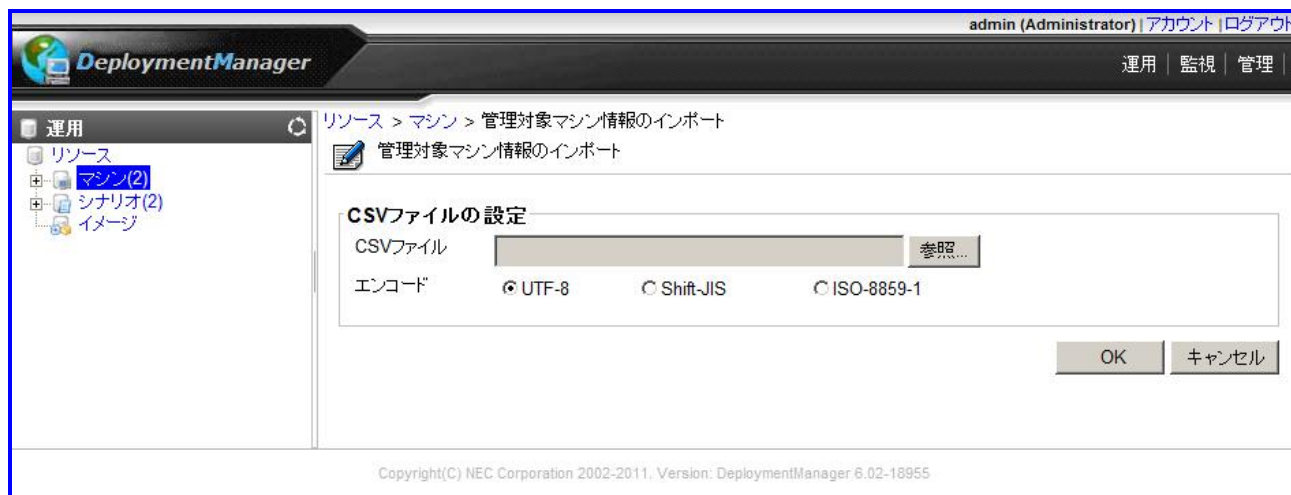 admin (Administrator) | アカウント | ログアウト
DeploymentManager
運用 | 監視 | 管理 |
運用
リソース
マシン(2)
シナリオ(2)
イメージ
リソース > マシン > 管理対象マシン情報のインポート
管理対象マシン情報のインポート
CSVファイルの設定
CSVファイル 参照...
エンコード UTF-8 Shift-JIS ISO-8859-1
OK キャンセル
Copyright(C) NEC Corporation 2002-2011. Version: DeploymentManager 6.02-18955